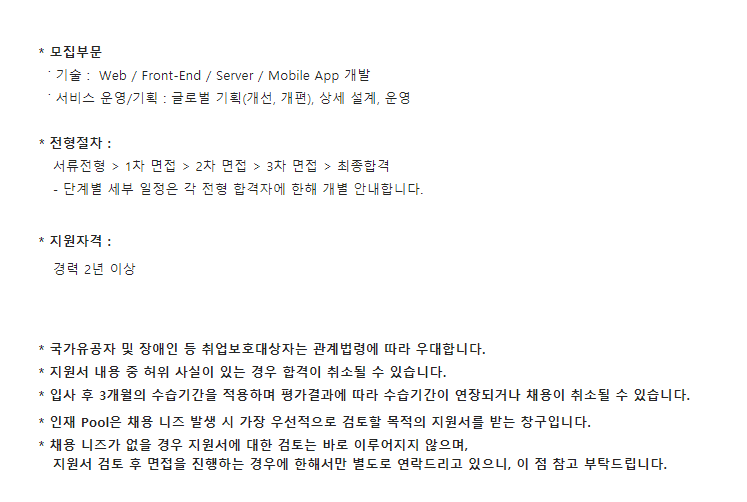 * 모집부문
˙ 기술 :  Web / Front-End / Server / Mobile App 개발
˙ 서비스 운영/기획 : 글로벌 기획(개선, 개편), 상세 설계, 운영
* 전형절차 :
서류전형 > 1차 면접 > 2차 면접 > 3차 면접 > 최종합격
- 단계별 세부 일정은 각 전형 합격자에 한해 개별 안내합니다.
* 지원자격 :
경력 2년 이상
* 국가유공자 및 장애인 등 취업보호대상자는 관계법령에 따라 우대합니다.
* 지원서 내용 중 허위 사실이 있는 경우 합격이 취소될 수 있습니다.
* 입사 후 3개월의 수습기간을 적용하며 평가결과에 따라 수습기간이 연장되거나 채용이 취소될 수 있습니다.
* 인재 Pool은 채용 니즈 발생 시 가장 우선적으로 검토할 목적의 지원서를 받는 창구입니다.
* 채용 니즈가 없을 경우 지원서에 대한 검토는 바로 이루어지지 않으며,
지원서 검토 후 면접을 진행하는 경우에 한해서만 별도로 연락드리고 있으니, 이 점 참고 부탁드립니다.